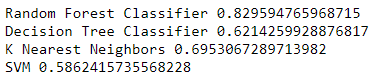 Random Forest Classifier 0.829594765968715
Decision Tree Classifier 0.6214259928876817
K Nearest Neighbors 0.6953067289713982
SVM 0.5862415735568228